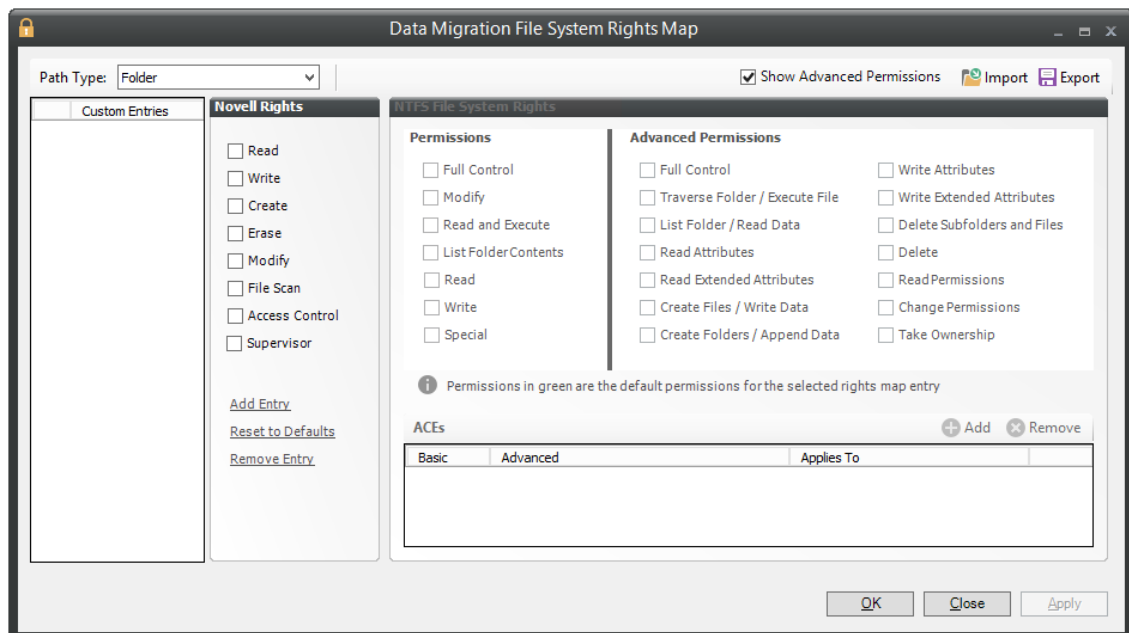 Data Migration File System Rights Map
Path Type: Folder
Show Advanced Permissions Import Export
Custom Entries
Novell Rights
Read
Write
Create
Erase
Modify
File Scan
Access Control
Supervisor
Add Entry
Reset to Defaults
Remove Entry
NTFS File System Rights
Permissions
Full Control
Modify
Read and Execute
List Folder Contents
Read
Write
Special
Advanced Permissions
Full Control
Traverse Folder / Execute File
List Folder / Read Data
Read Attributes
Read Extended Attributes
Create Files / Write Data
Create Folders / Append Data
Write Attributes
Write Extended Attributes
Delete Subfolders and Files
Delete
Read Permissions
Change Permissions
Take Ownership
Permissions in green are the default permissions for the selected rights map entry
ACEs Add Remove
Basic Advanced Applies To
OK Close Apply